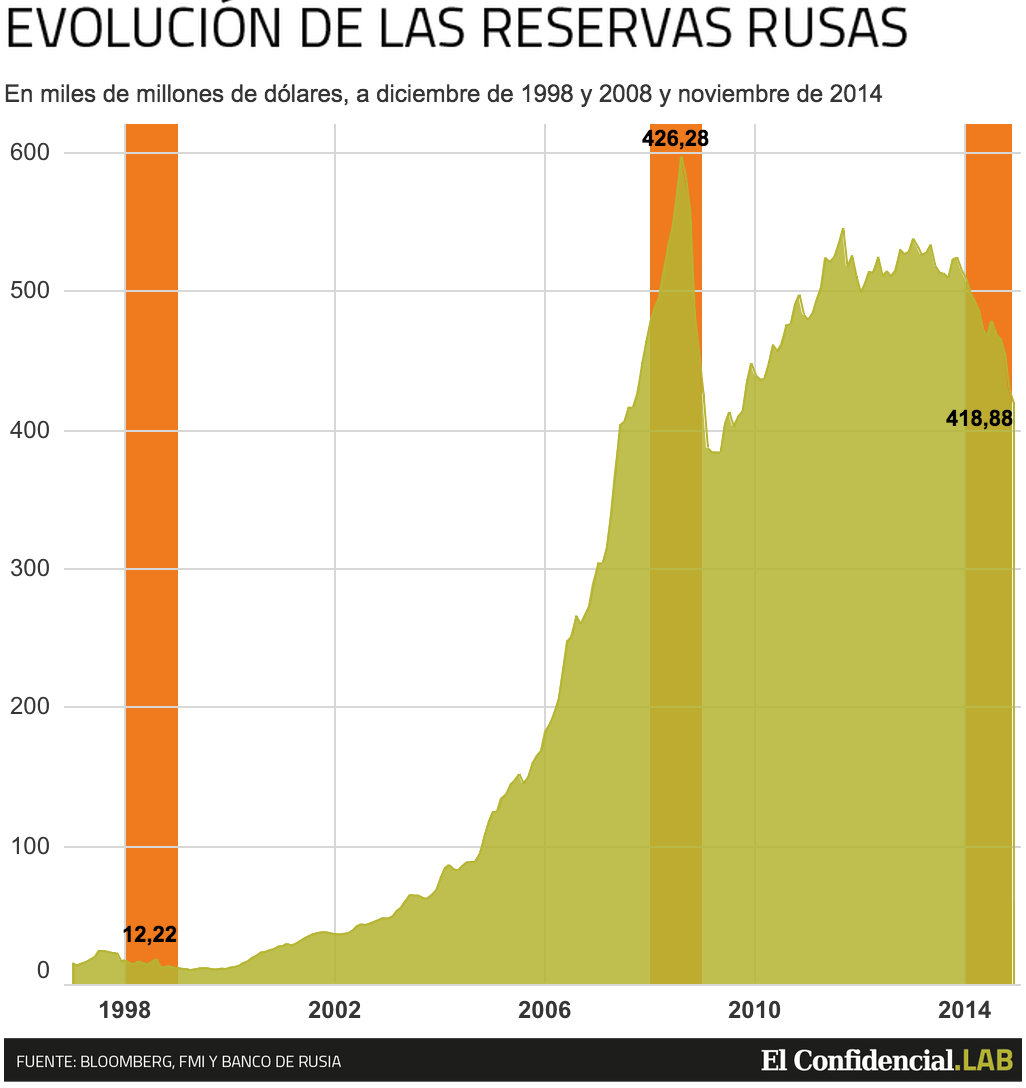 EVOLUCIÓN DE LAS RESERVAS RUSAS
En miles de millones de dólares, a diciembre de 1998 y 2008 y noviembre de 2014
426,28
600
500
418,88
400
300
200
100
12,22
0
1998 2002 2006 2010 2014
FUENTE: BLOOMBERG, FMI Y BANCO DE RUSIA
El Confidencial.LAB